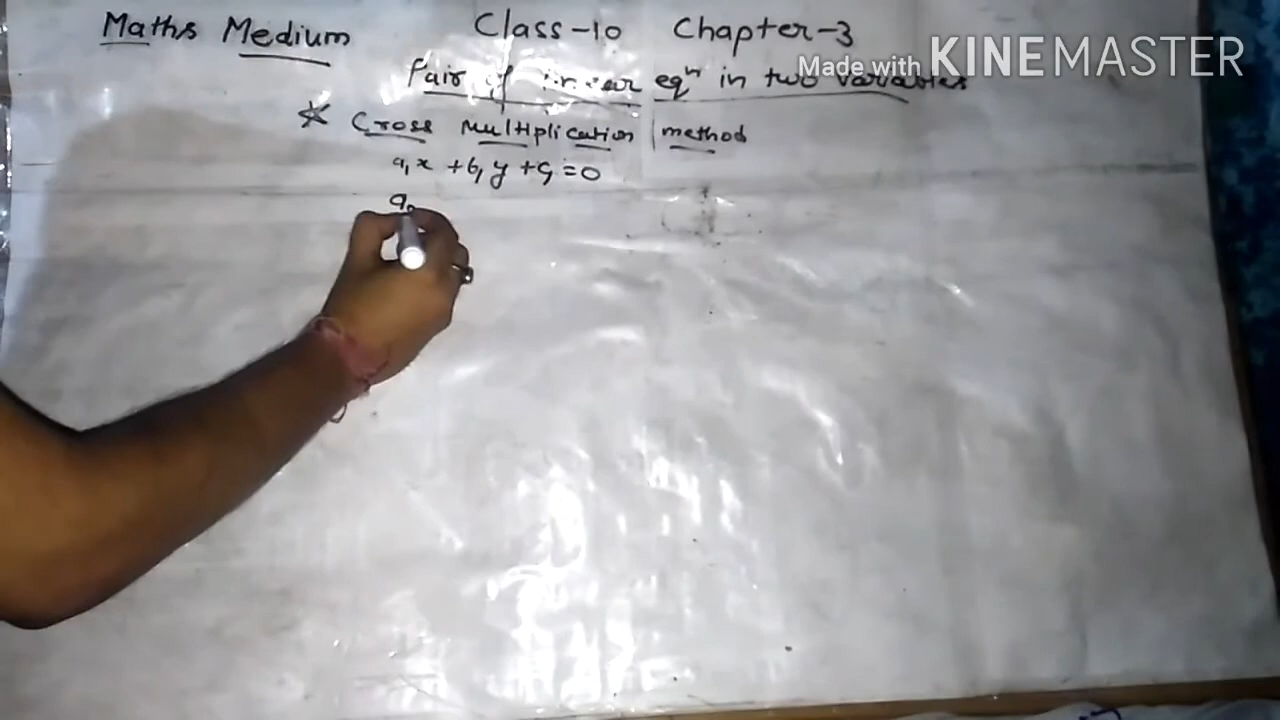 Maths Medium Class-10 Chapter-3
Made with KINEMASTER
Pair of linear eqⁿ in two variables
* Cross Multiplication method
a₁x + b₁y + c₁ = 0
a₂